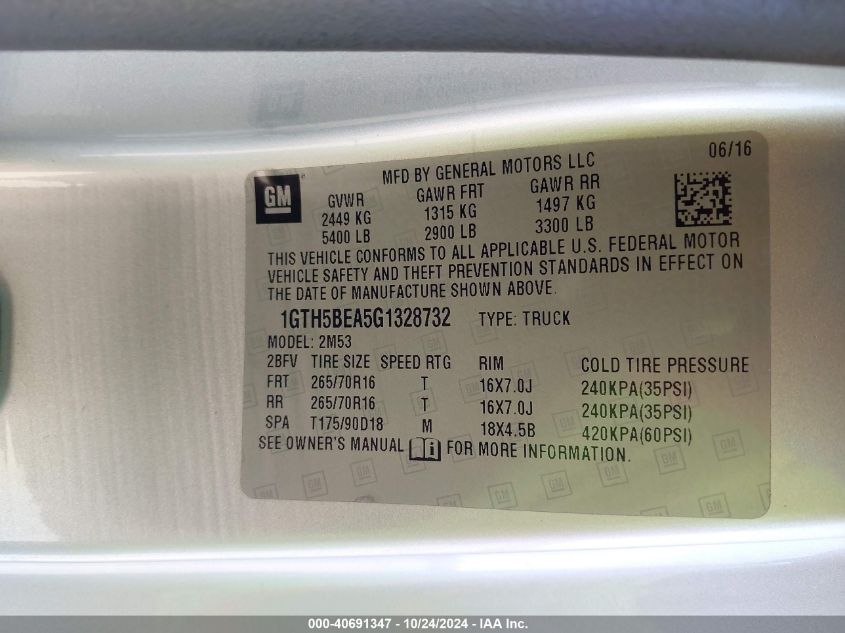 GM
MFD BY GENERAL MOTORS LLC 06/16
GVWR GAWR FRT GAWR RR
2449 KG 1315 KG 1497 KG
5400 LB 2900 LB 3300 LB
THIS VEHICLE CONFORMS TO ALL APPLICABLE U.S. FEDERAL MOTOR
VEHICLE SAFETY AND THEFT PREVENTION STANDARDS IN EFFECT ON
THE DATE OF MANUFACTURE SHOWN ABOVE.
1GTH5BEA5G1328732 TYPE: TRUCK
MODEL: 2M53
2BFV TIRE SIZE SPEED RTG RIM COLD TIRE PRESSURE
FRT 265/70R16 T 16X7.0J 240KPA(35PSI)
RR 265/70R16 T 16X7.0J 240KPA(35PSI)
SPA T175/90D18 M 18X4.5B 420KPA(60PSI)
SEE OWNER'S MANUAL FOR MORE INFORMATION.
000-40691347 - 10/24/2024 - IAA Inc.